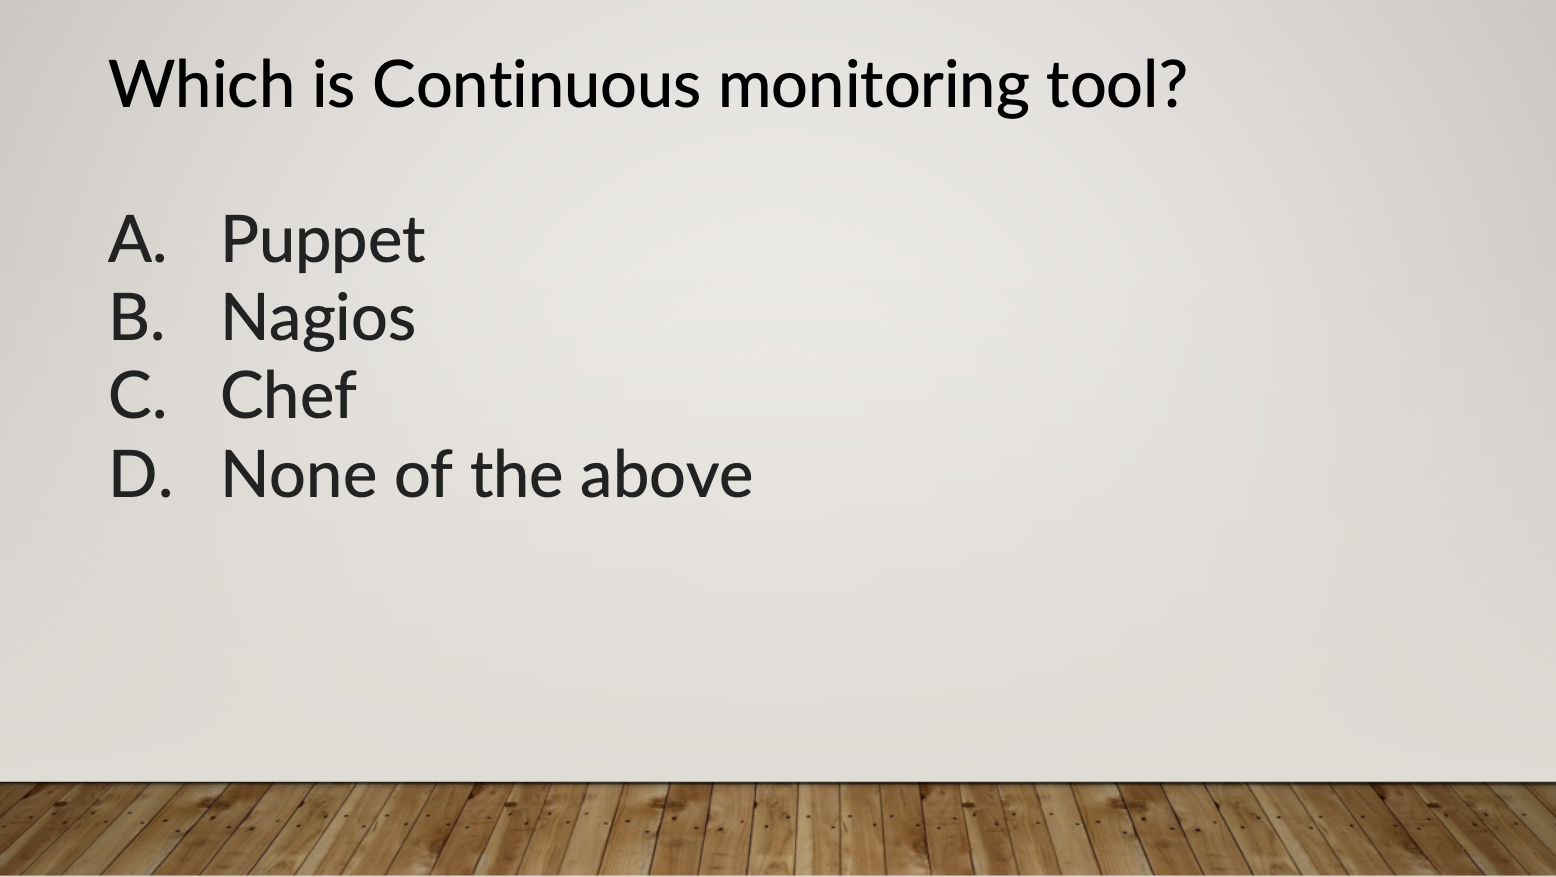 Which is Continuous monitoring tool?
A. Puppet
B. Nagios
C. Chef
D. None of the above